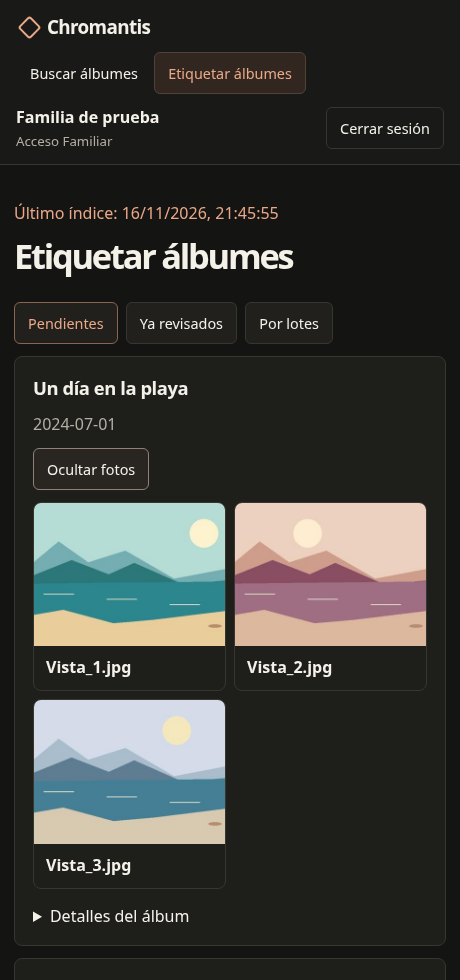 Chromantis
Buscar álbumes
Etiquetar álbumes
Familia de prueba
Acceso Familiar
Cerrar sesión
Último índice: 16/11/2026, 21:45:55
Etiquetar álbumes
Pendientes
Ya revisados
Por lotes
Un día en la playa
2024-07-01
Ocultar fotos
Vista_1.jpg
Vista_2.jpg
Vista_3.jpg
Detalles del álbum